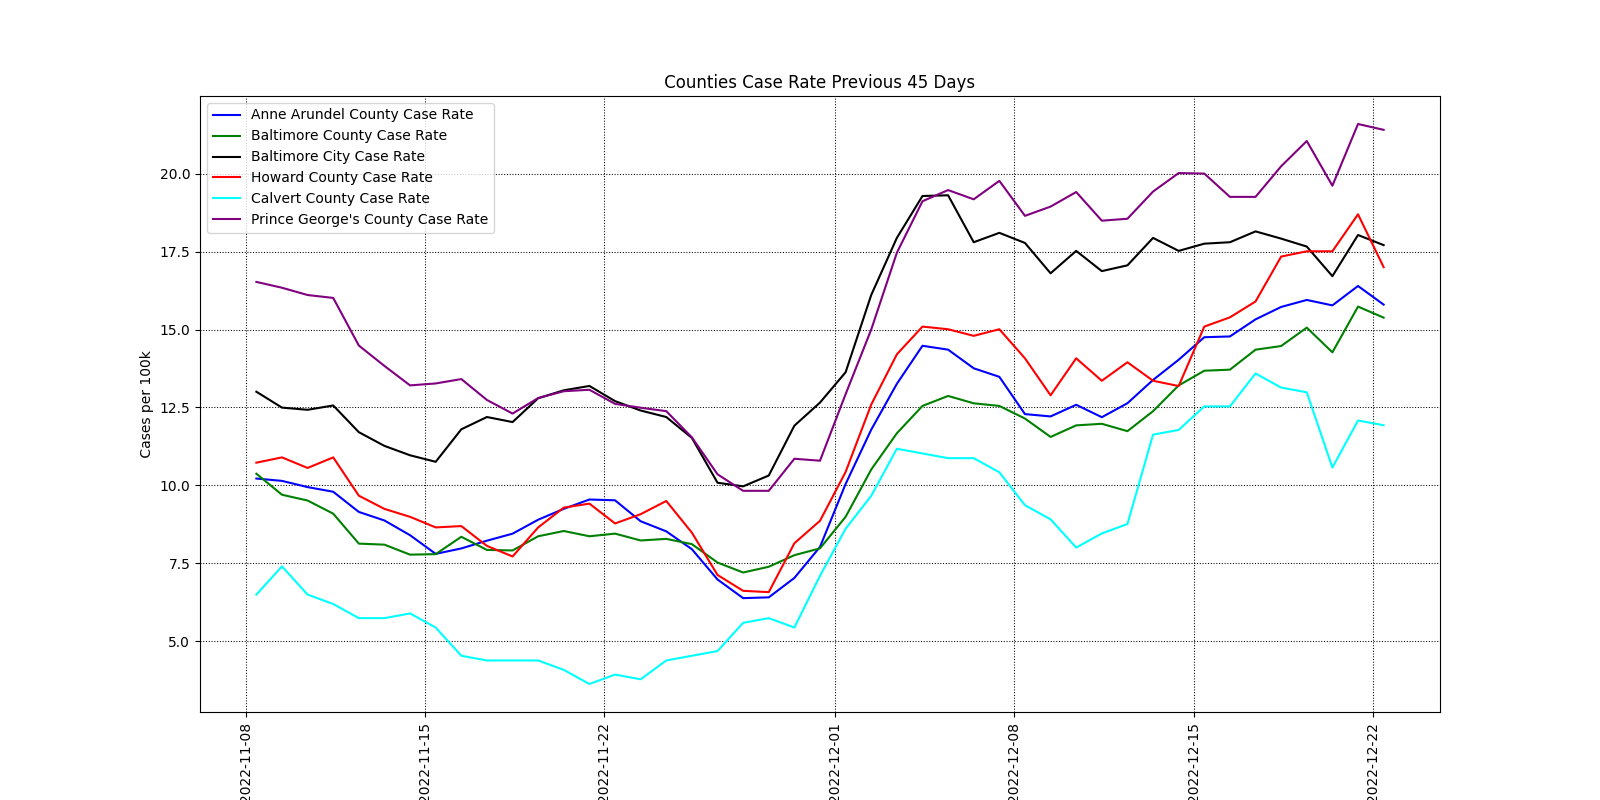 Counties Case Rate Previous 45 Days
Anne Arundel County Case Rate
Baltimore County Case Rate
Baltimore City Case Rate
Howard County Case Rate
Calvert County Case Rate
Prince George's County Case Rate
Cases per 100k
20.0
17.5
15.0
12.5
10.0
7.5
5.0
2022-11-08
2022-11-15
2022-11-22
2022-12-01
2022-12-08
2022-12-15
2022-12-22